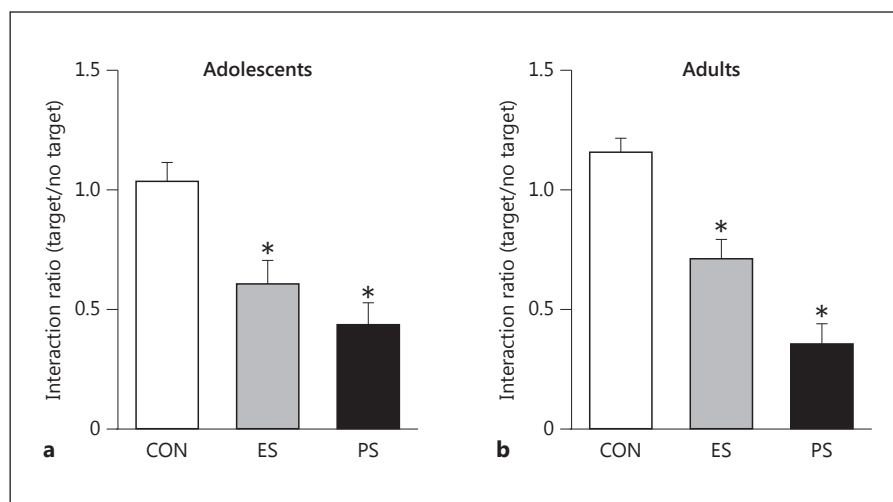 Adolescents
Interaction ratio (target/no target)
1.5
1.0
0.5
0
*
*
CON ES PS
a
Adults
Interaction ratio (target/no target)
1.5
1.0
0.5
0
*
*
CON ES PS
b